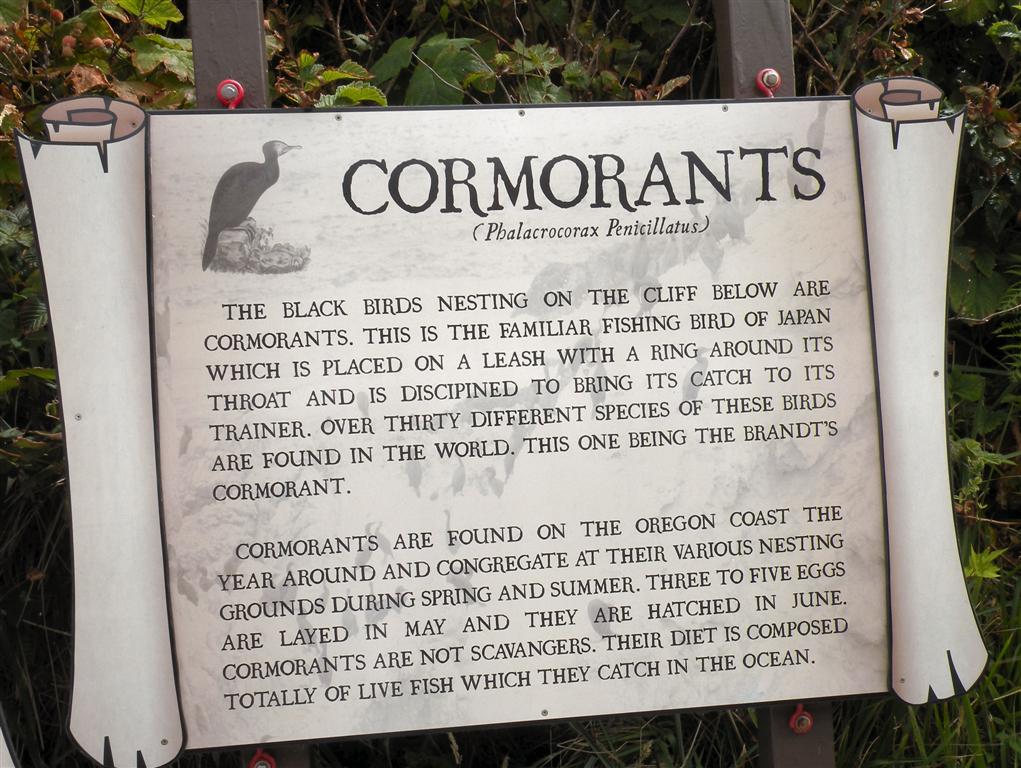 CORMORANTS
(Phalacrocorax Penicillatus)
THE BLACK BIRDS NESTING ON THE CLIFF BELOW ARE
CORMORANTS. THIS IS THE FAMILIAR FISHING BIRD OF JAPAN
WHICH IS PLACED ON A LEASH WITH A RING AROUND ITS
THROAT AND IS DISCIPINED TO BRING ITS CATCH TO ITS
TRAINER. OVER THIRTY DIFFERENT SPECIES OF THESE BIRDS
ARE FOUND IN THE WORLD. THIS ONE BEING THE BRANDT'S
CORMORANT.
CORMORANTS ARE FOUND ON THE OREGON COAST THE
YEAR AROUND AND CONGREGATE AT THEIR VARIOUS NESTING
GROUNDS DURING SPRING AND SUMMER. THREE TO FIVE EGGS
ARE LAYED IN MAY AND THEY ARE HATCHED IN JUNE.
CORMORANTS ARE NOT SCAVANGERS. THEIR DIET IS COMPOSED
TOTALLY OF LIVE FISH WHICH THEY CATCH IN THE OCEAN.